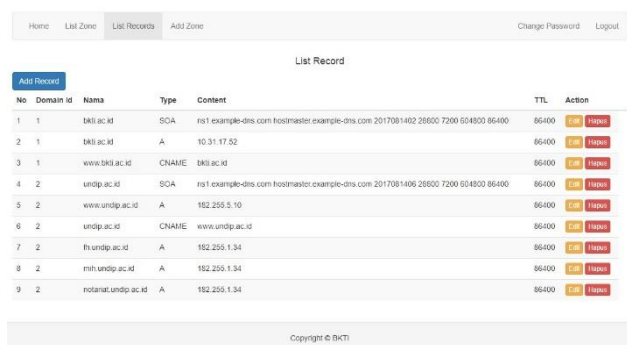 Home List Zone List Records Add Zone Change Password Logout
List Record
Add Record
No Domain Id Nama Type Content TTL Action
1 1 bkti.ac.id SOA ns1.example-dns.com hostmaster.example-dns.com 2017081402 28800 7200 604800 86400 86400 Edit Hapus
2 1 bkti.ac.id A 10.31.17.52 86400 Edit Hapus
3 1 www.bkti.ac.id CNAME bkti.ac.id 86400 Edit Hapus
4 2 undip.ac.id SOA ns1.example-dns.com hostmaster.example-dns.com 2017081406 28800 7200 604800 86400 86400 Edit Hapus
5 2 www.undip.ac.id A 182.255.5.10 86400 Edit Hapus
6 2 undip.ac.id CNAME www.undip.ac.id 86400 Edit Hapus
7 2 fh.undip.ac.id A 182.255.1.34 86400 Edit Hapus
8 2 mih.undip.ac.id A 182.255.1.34 86400 Edit Hapus
9 2 notariat.undip.ac.id A 182.255.1.34 86400 Edit Hapus
Copyright © BKTI